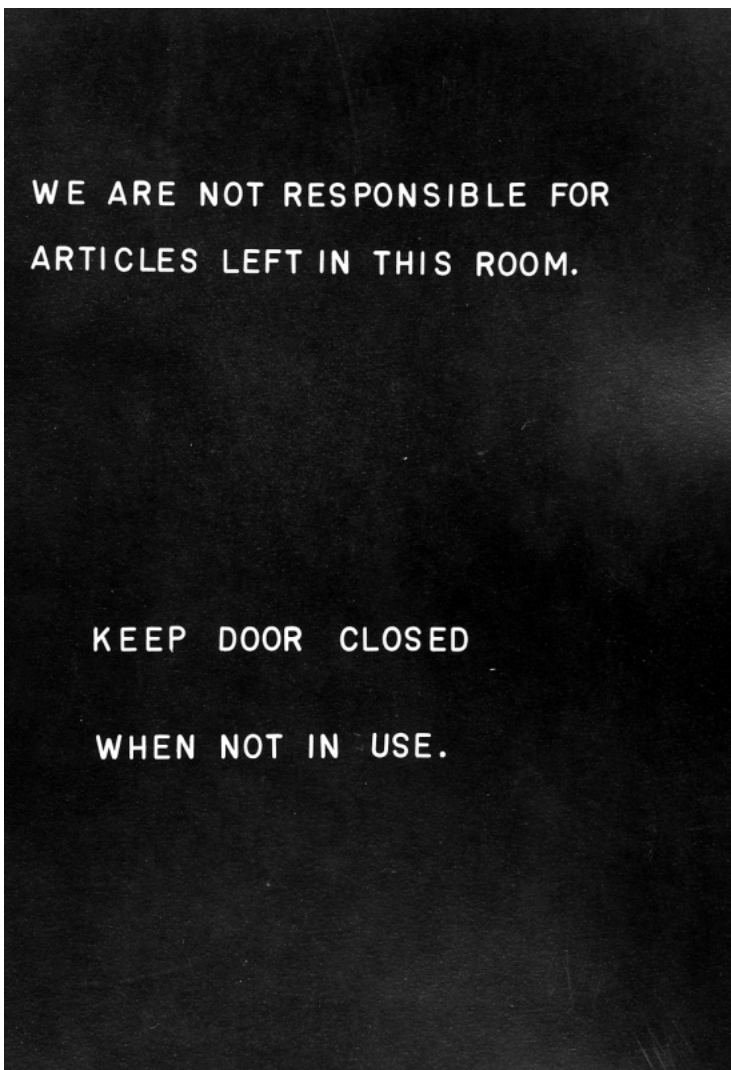 WE ARE NOT RESPONSIBLE FOR
ARTICLES LEFT IN THIS ROOM.
KEEP DOOR CLOSED
WHEN NOT IN USE.